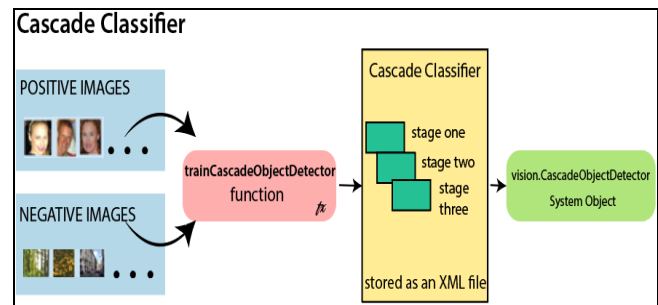 Cascade Classifier
POSITIVE IMAGES
NEGATIVE IMAGES
trainCascadeObjectDetector
function
fx
Cascade Classifier
stage one
stage two
stage
three
stored as an XML file
vision.CascadeObjectDetector
System Object